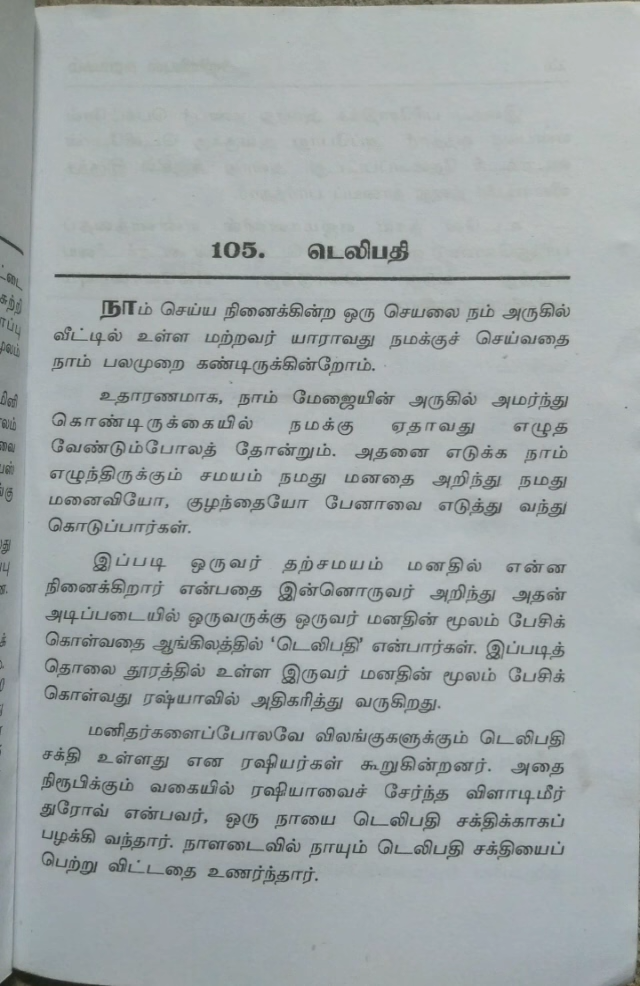 105. டெலிபதி
நாம் செய்ய நினைக்கின்ற ஒரு செயலை நம் அருகில்
வீட்டில் உள்ள மற்றவர் யாராவது நமக்குச் செய்வதை
நாம் பலமுறை கண்டிருக்கின்றோம்.
உதாரணமாக, நாம் மேஜையின் அருகில் அமர்ந்து
கொண்டிருக்கையில் நமக்கு ஏதாவது எழுத
வேண்டும்போலத் தோன்றும். அதனை எடுக்க நாம்
எழுந்திருக்கும் சமயம் நமது மனதை அறிந்து நமது
மனைவியோ, குழந்தையோ பேனாவை எடுத்து வந்து
கொடுப்பார்கள்.
இப்படி ஒருவர் தற்சமயம் மனதில் என்ன
நினைக்கிறார் என்பதை இன்னொருவர் அறிந்து அதன்
அடிப்படையில் ஒருவருக்கு ஒருவர் மனதின் மூலம் பேசிக்
கொள்வதை ஆங்கிலத்தில் ‘டெலிபதி’ என்பார்கள். இப்படித்
தொலை தூரத்தில் உள்ள இருவர் மனதின் மூலம் பேசிக்
கொள்வது ரஷ்யாவில் அதிகரித்து வருகிறது.
மனிதர்களைப்போலவே விலங்குகளுக்கும் டெலிபதி
சக்தி உள்ளது என ரஷியர்கள் கூறுகின்றனர். அதை
நிரூபிக்கும் வகையில் ரஷியாவைச் சேர்ந்த விளாடிமீர்
துரோவ் என்பவர், ஒரு நாயை டெலிபதி சக்திக்காகப்
பழக்கி வந்தார். நாளடைவில் நாயும் டெலிபதி சக்தியைப்
பெற்று விட்டதை உணர்ந்தார்.